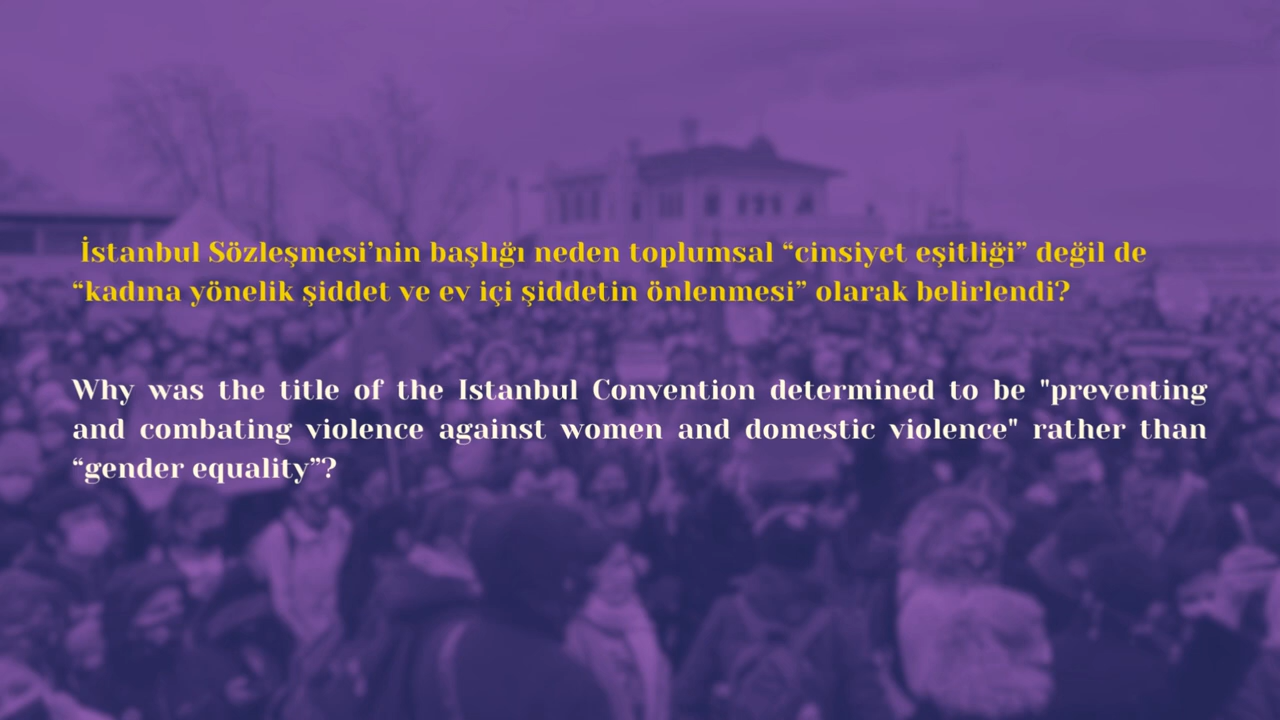 İstanbul Sözleşmesi’nin başlığı neden toplumsal “cinsiyet eşitliği” değil de
“kadına yönelik şiddet ve ev içi şiddetin önlenmesi” olarak belirlendi?
Why was the title of the Istanbul Convention determined to be "preventing
and combating violence against women and domestic violence" rather than
“gender equality”?